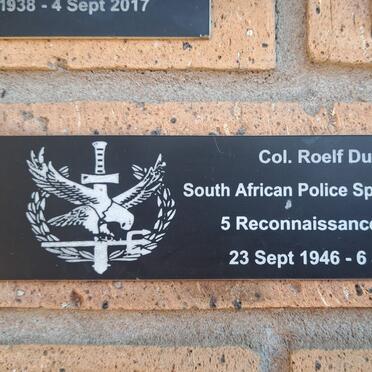 1938 - 4 Sept 2017
Col. Roelf Du
South African Police Sp
5 Reconnaissance
23 Sept 1946 - 6